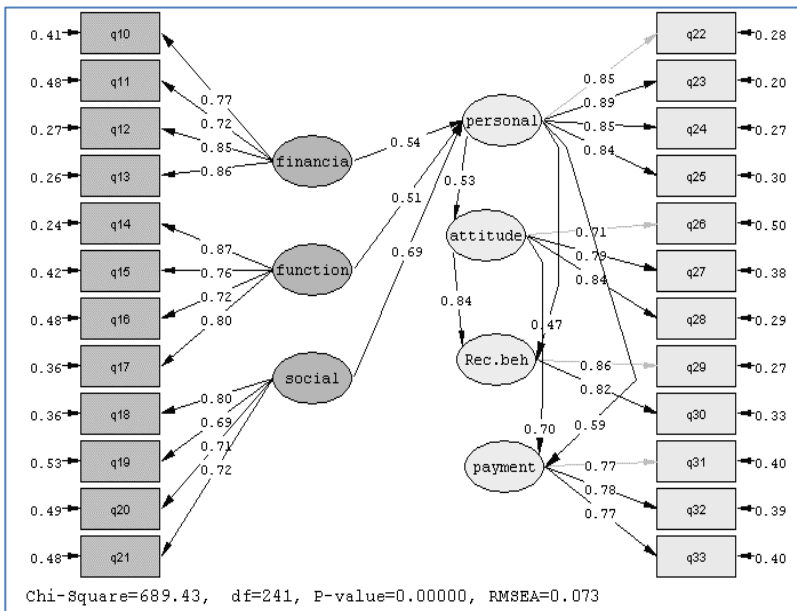 0.41 q10 0.77
0.48 q11 0.72
0.27 q12 0.85
0.26 q13 0.86
financia 0.54
0.24 q14 0.87
0.42 q15 0.76
0.48 q16 0.72
0.36 q17 0.80
function 0.51
0.36 q18 0.80
0.53 q19 0.69
0.49 q20 0.71
0.48 q21 0.72
social 0.69
personal
0.53
attitude
0.84
0.47
Rec.beh
0.70
0.59
payment
0.85 q22 0.28
0.89 q23 0.20
0.85 q24 0.27
0.84 q25 0.30
0.71 q26 0.50
0.79 q27 0.38
0.84 q28 0.29
0.86 q29 0.27
0.82 q30 0.33
0.77 q31 0.40
0.78 q32 0.39
0.77 q33 0.40
Chi-Square=689.43, df=241, P-value=0.00000, RMSEA=0.073